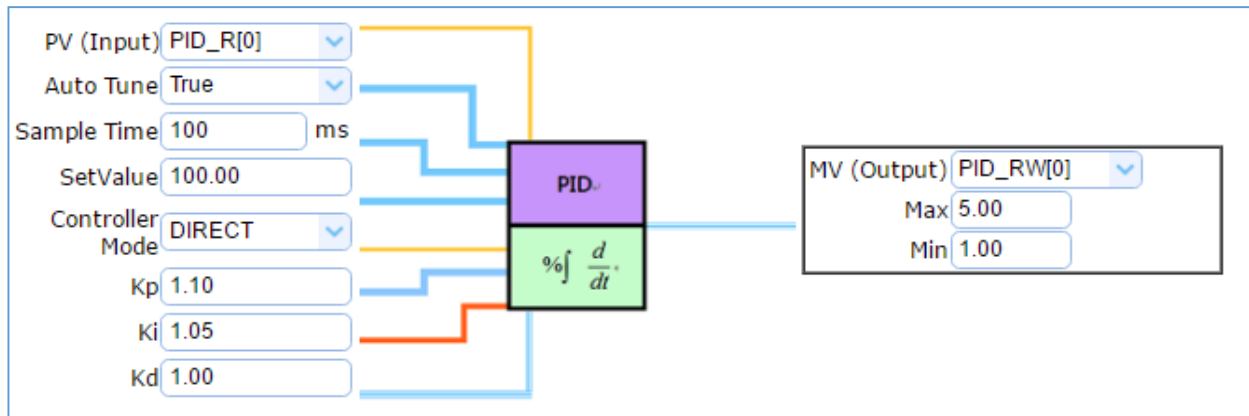 PV (Input) PID_R[0]
Auto Tune True
Sample Time 100 ms
SetValue 100.00
Controller
Mode DIRECT
Kp 1.10
Ki 1.05
Kd 1.00
PID
%∫ d/dt
MV (Output) PID_RW[0]
Max 5.00
Min 1.00